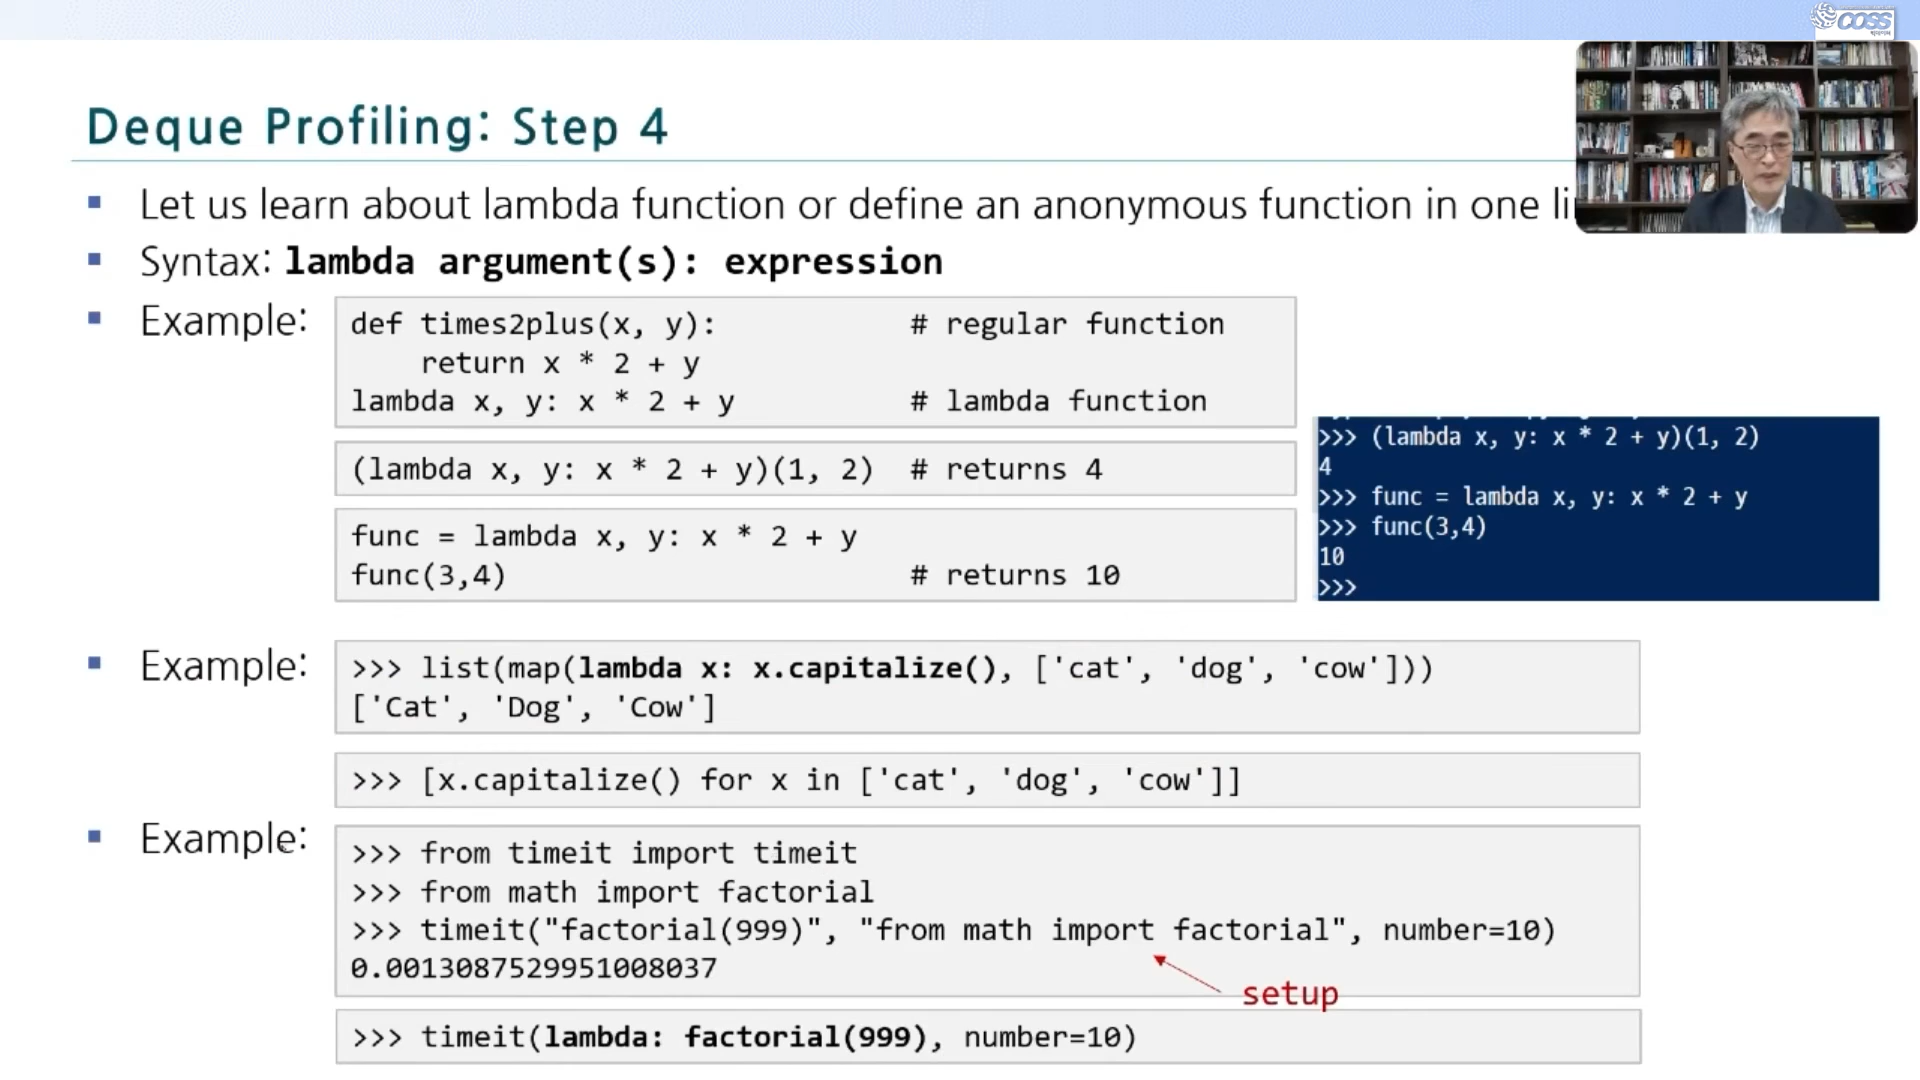 COSS
Deque Profiling: Step 4
Let us learn about lambda function or define an anonymous function in one li
Syntax: lambda argument(s): expression
Example:
def times2plus(x, y): # regular function
return x * 2 + y
lambda x, y: x * 2 + y # lambda function
(lambda x, y: x * 2 + y)(1, 2) # returns 4
func = lambda x, y: x * 2 + y
func(3,4) # returns 10
>>> (lambda x, y: x * 2 + y)(1, 2)
4
>>> func = lambda x, y: x * 2 + y
>>> func(3,4)
10
>>>
Example:
>>> list(map(lambda x: x.capitalize(), ['cat', 'dog', 'cow']))
['Cat', 'Dog', 'Cow']
>>> [x.capitalize() for x in ['cat', 'dog', 'cow']]
Example:
>>> from timeit import timeit
>>> from math import factorial
>>> timeit("factorial(999)", "from math import factorial", number=10)
0.0013087529951008037
setup
>>> timeit(lambda: factorial(999), number=10)